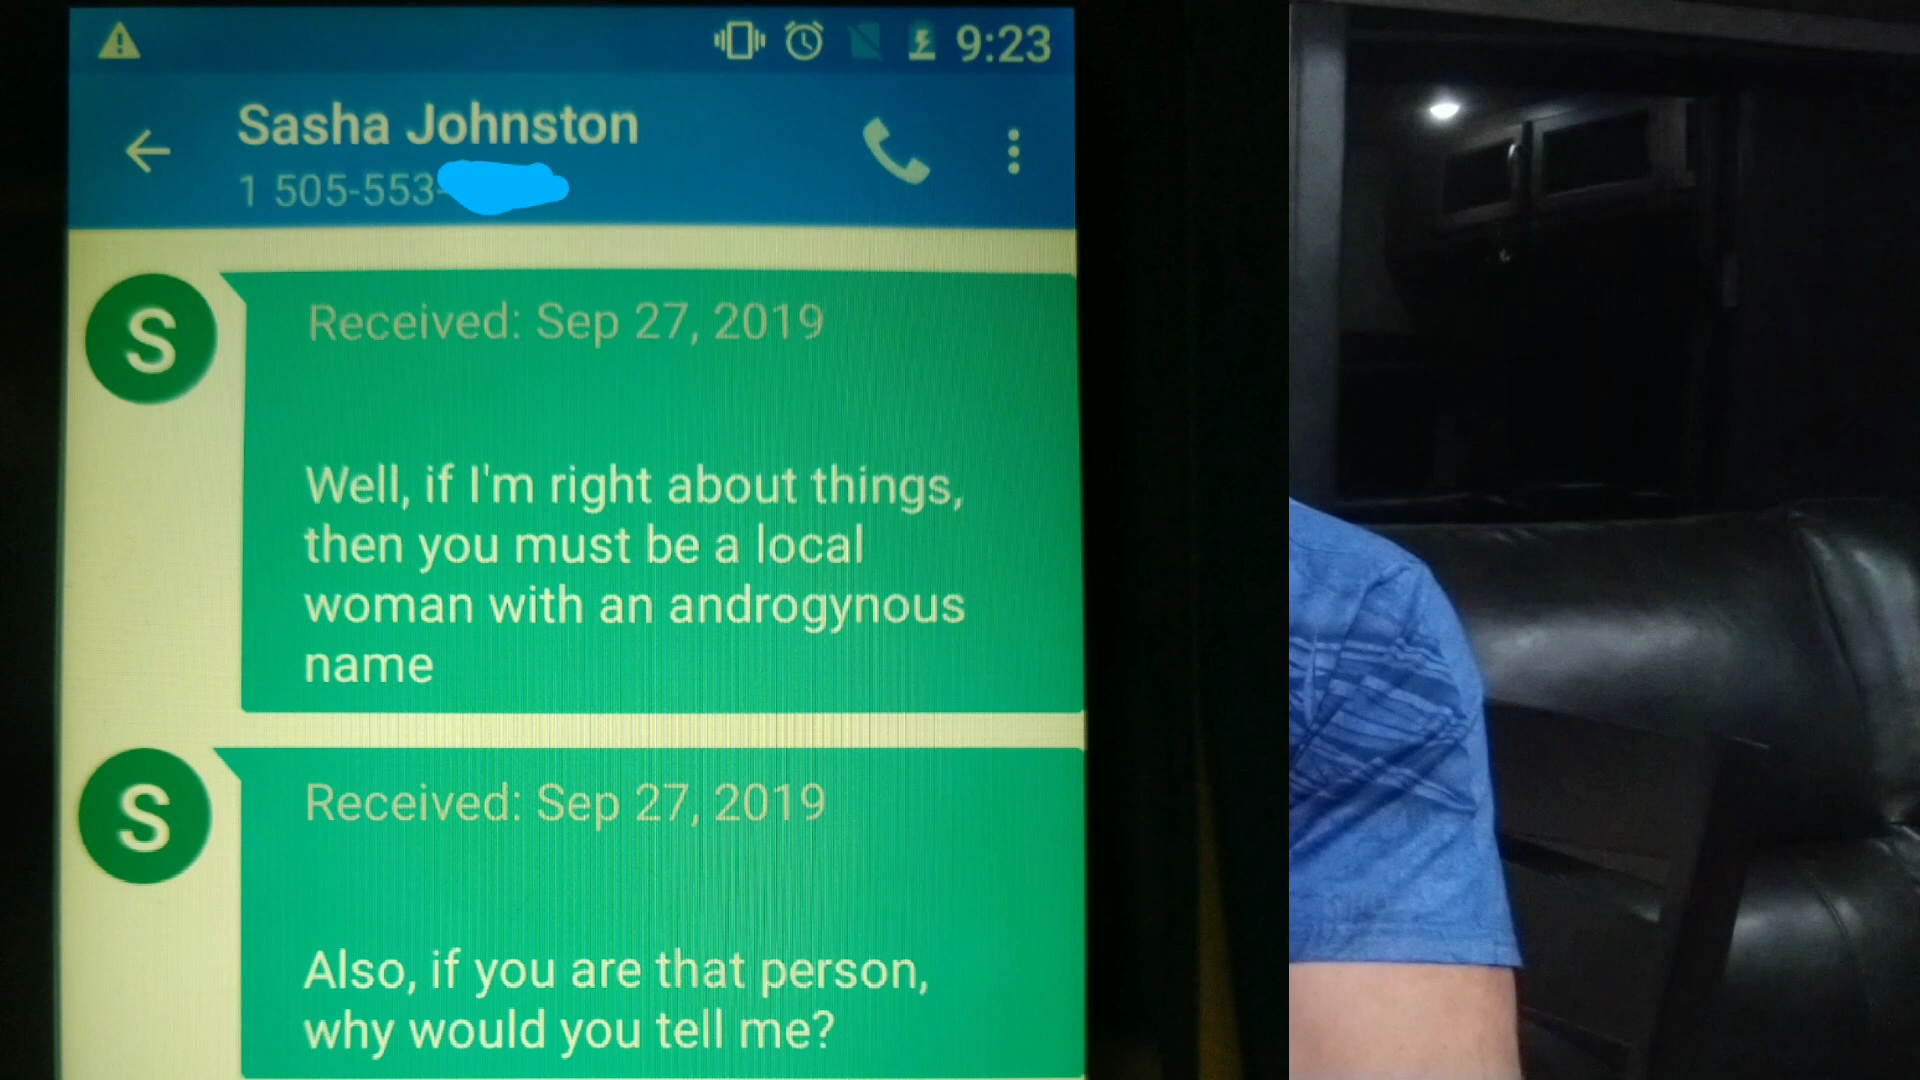 9:23
Sasha Johnston
1 505-553-
S
Received: Sep 27, 2019
Well, if I'm right about things,
then you must be a local
woman with an androgynous
name
S
Received: Sep 27, 2019
Also, if you are that person,
why would you tell me?